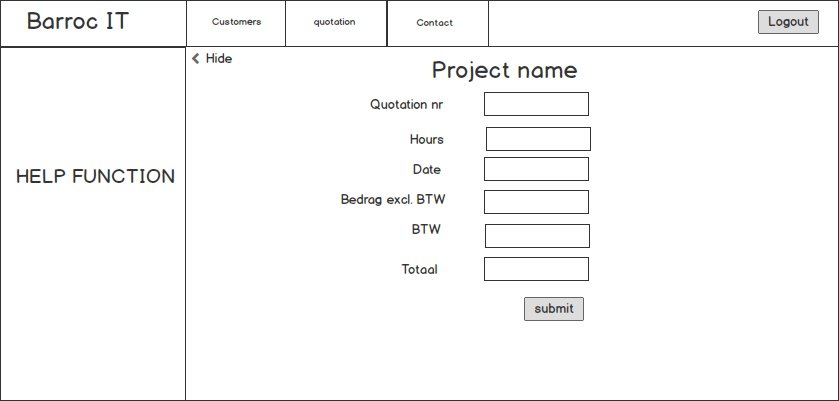 Barroc IT
Customers
quotation
Contact
Logout
Hide
Project name
Quotation nr
Hours
Date
HELP FUNCTION
Bedrag excl. BTW
BTW
Totaal
submit